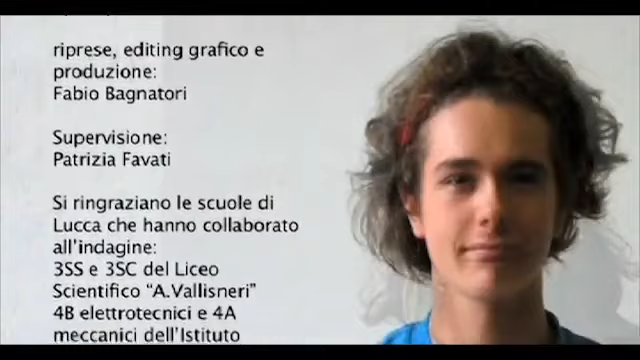 riprese, editing grafico e
produzione:
Fabio Bagnatori
Supervisione:
Patrizia Favati
Si ringraziano le scuole di
Lucca che hanno collaborato
all'indagine:
3SS e 3SC del Liceo
Scientifico “A.Vallisneri”
4B elettrotecnici e 4A
meccanici dell'Istituto